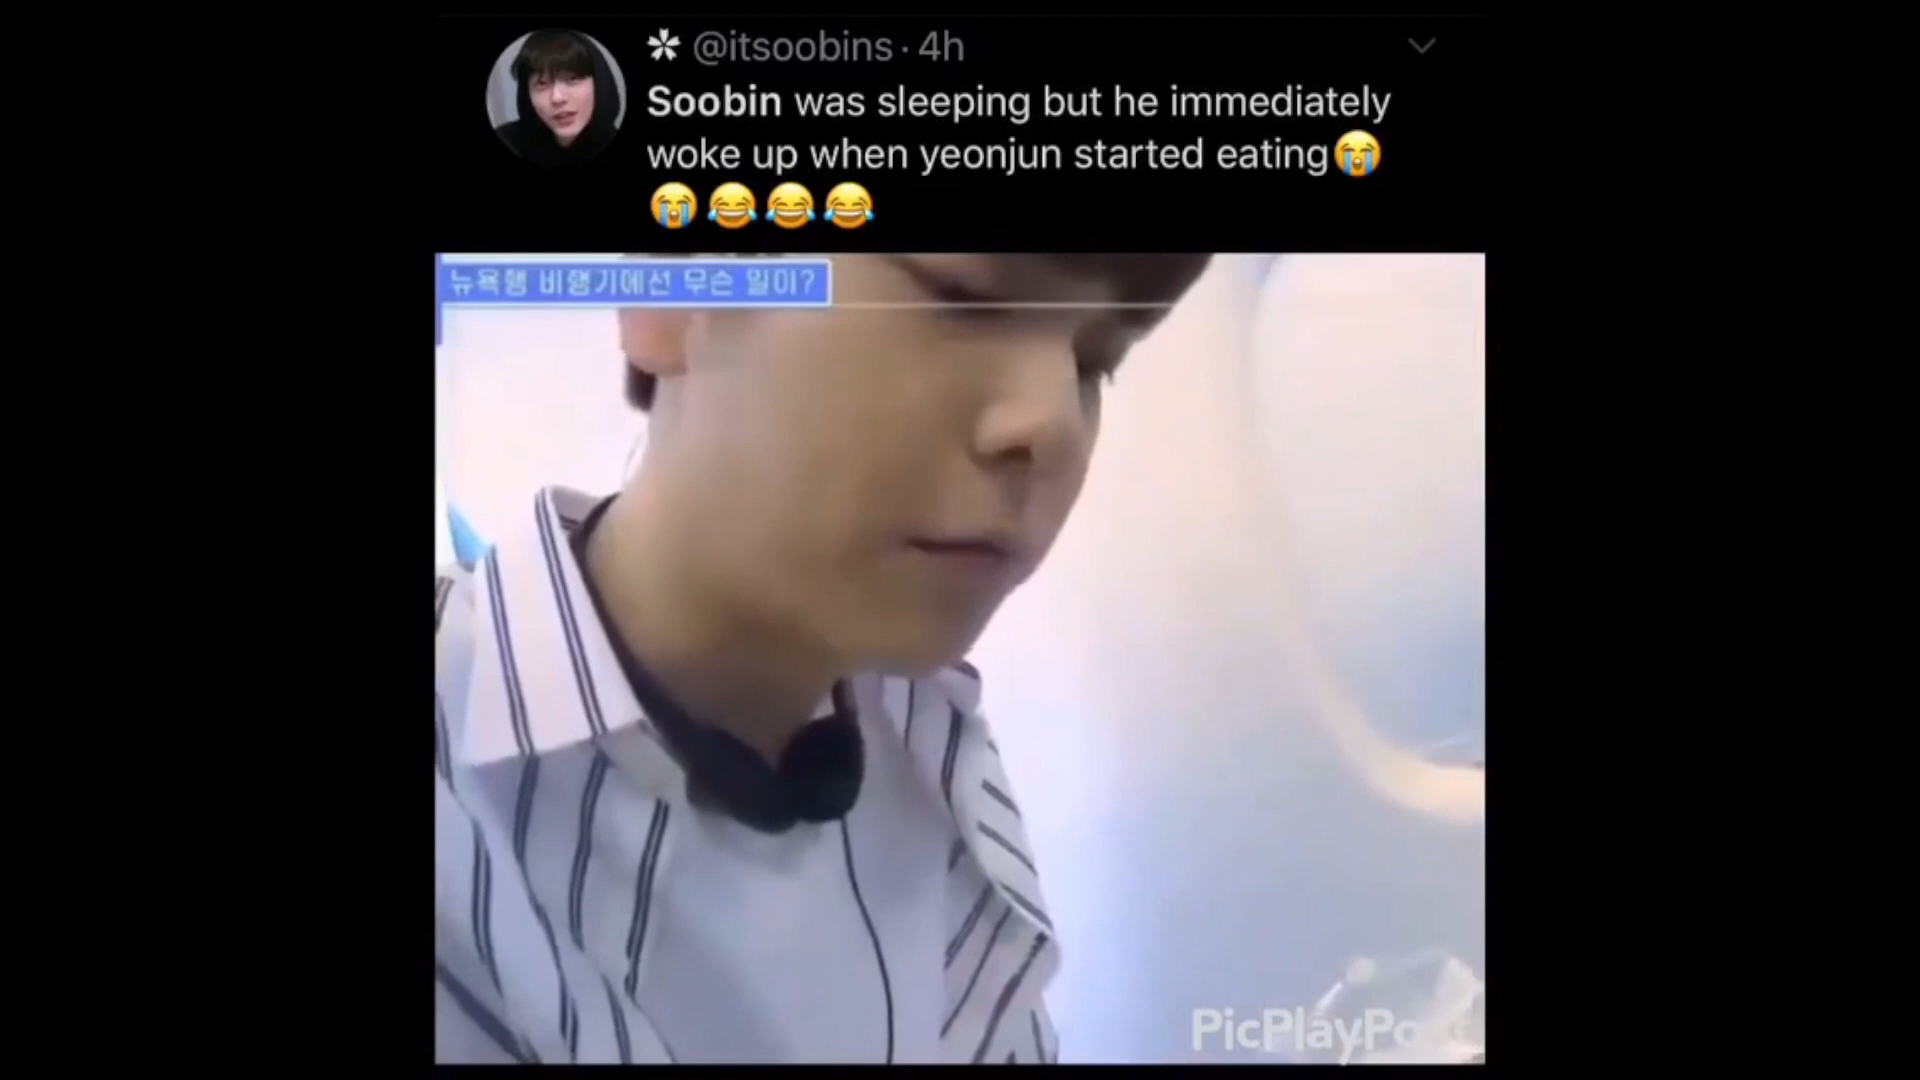 ✲ @itsoobins · 4h
Soobin was sleeping but he immediately
woke up when yeonjun started eating😭
😭😂😂😂
뉴욕행 비행기에선 무슨 일이?
PicPlayPost